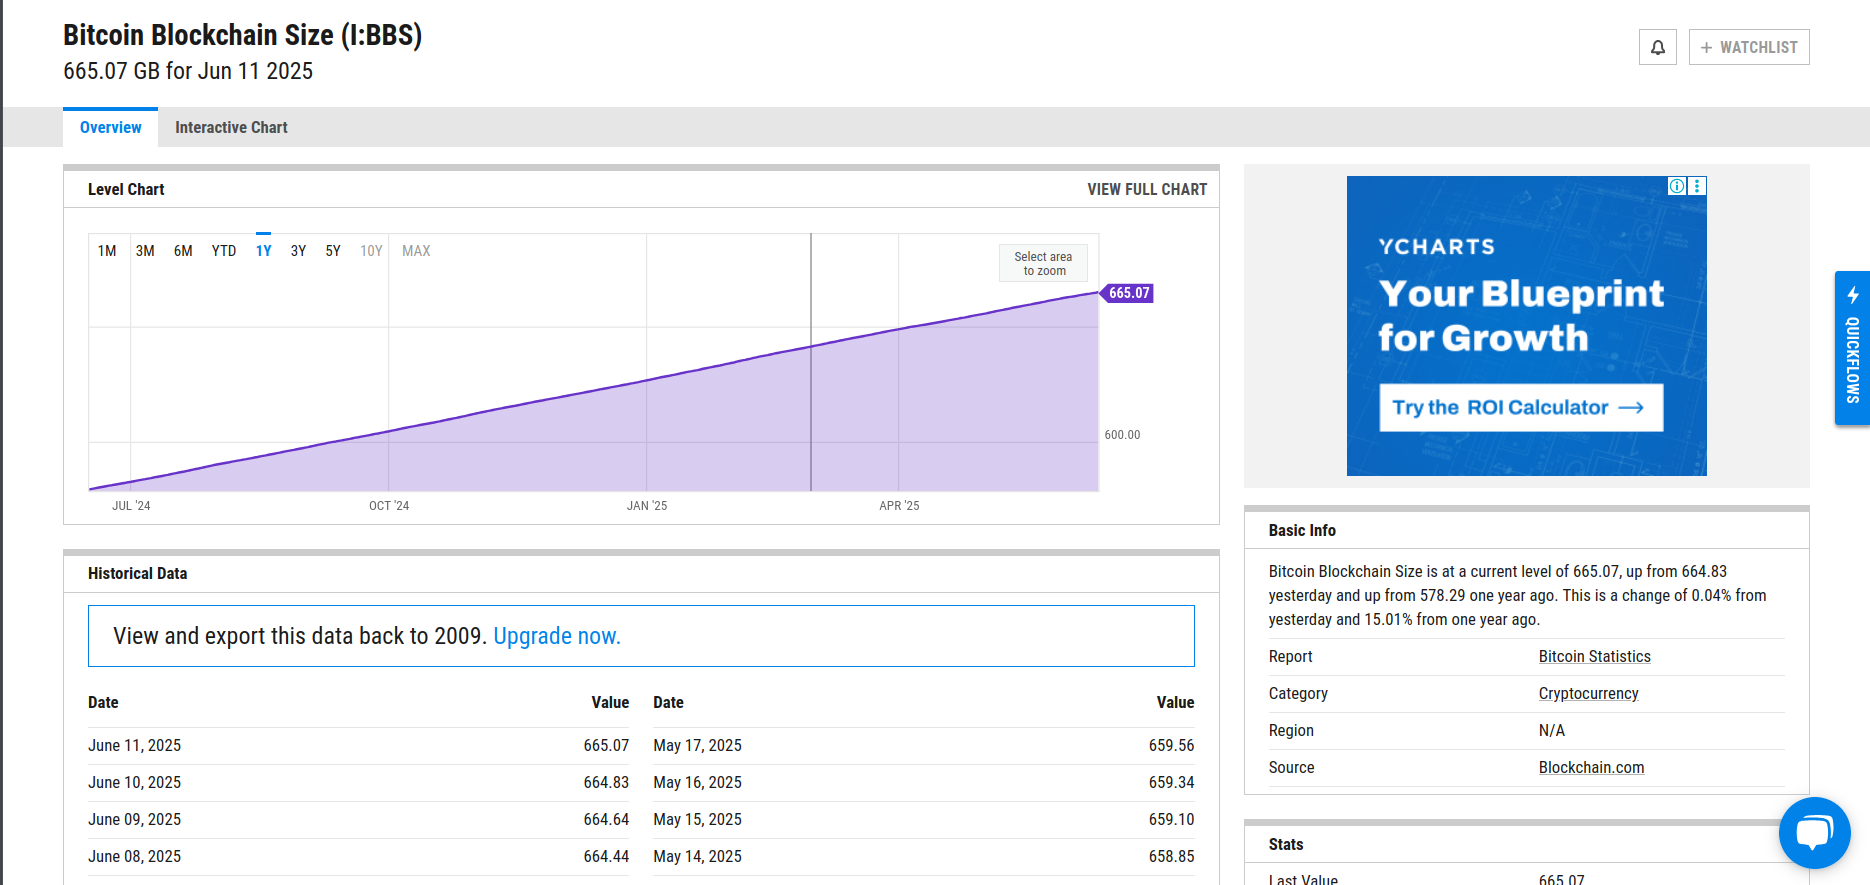 Bitcoin Blockchain Size (I:BBS)
665.07 GB for Jun 11 2025
+ WATCHLIST
Overview
Interactive Chart
Level Chart
VIEW FULL CHART
1M 3M 6M YTD 1Y 3Y 5Y 10Y MAX
Select area
to zoom
665.07
600.00
JUL '24 OCT '24 JAN '25 APR '25
Historical Data
View and export this data back to 2009. Upgrade now.
Date Value Date Value
June 11, 2025 665.07 May 17, 2025 659.56
June 10, 2025 664.83 May 16, 2025 659.34
June 09, 2025 664.64 May 15, 2025 659.10
June 08, 2025 664.44 May 14, 2025 658.85
YCHARTS
Your Blueprint
for Growth
Try the ROI Calculator →
QUICKFLOWS
Basic Info
Bitcoin Blockchain Size is at a current level of 665.07, up from 664.83
yesterday and up from 578.29 one year ago. This is a change of 0.04% from
yesterday and 15.01% from one year ago.
Report Bitcoin Statistics
Category Cryptocurrency
Region N/A
Source Blockchain.com
Stats
Last Value 665.07